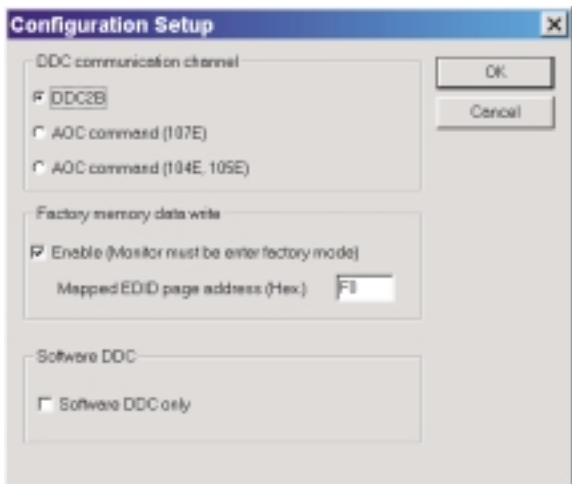 Configuration Setup
DDC communication channel
DDC2B
AOC command (107E)
AOC command (104E, 105E)
OK
Cancel
Factory memory data write
Enable (Monitor must be enter factory mode)
Mapped EDID page address (Hex.)
F0
Software DDC
Software DDC only